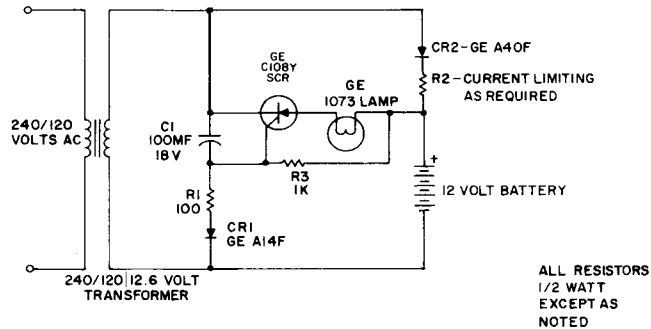 CR2-GE A40F
GE
C108Y
SCR
GE
1073 LAMP
R2-CURRENT LIMITING
AS REQUIRED
240/120
VOLTS AC
C1
100MF
18V
R3
1K
+
12 VOLT BATTERY
R1
100
CR1
GE A14F
240/120 12.6 VOLT
TRANSFORMER
ALL RESISTORS
1/2 WATT
EXCEPT AS
NOTED